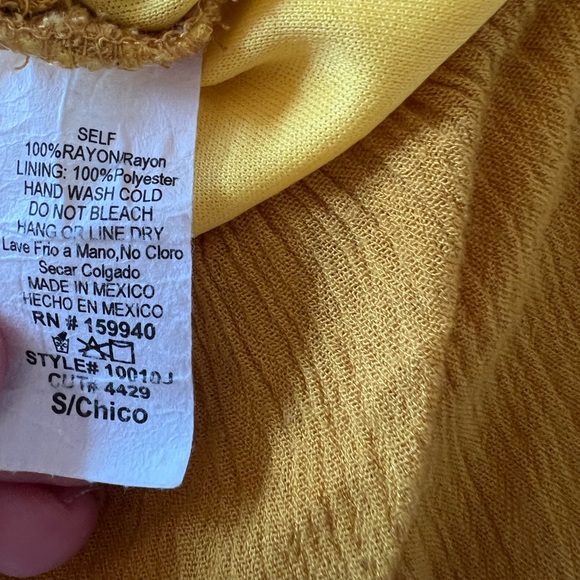 SELF
100%RAYON/Rayon
LINING: 100%Polyester
HAND WASH COLD
DO NOT BLEACH
HANG OR LINE DRY
Lave Frio a Mano,No Cloro
Secar Colgado
MADE IN MEXICO
HECHO EN MEXICO
RN # 159940
STYLE# 10010J
CUT# 4429
S/Chico